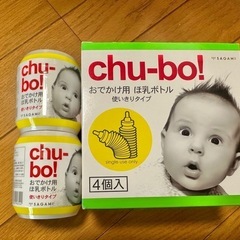 chu-
bo!
おでかけ用
ほ乳ボトル
使いきりタイプ
chu-
bo!
おでかけ用
ほ乳ボトル
使いきりタイプ
chu-bo!
おでかけ用 ほ乳ボトル
使いきりタイプ
SAGAMI
single use only
4個入